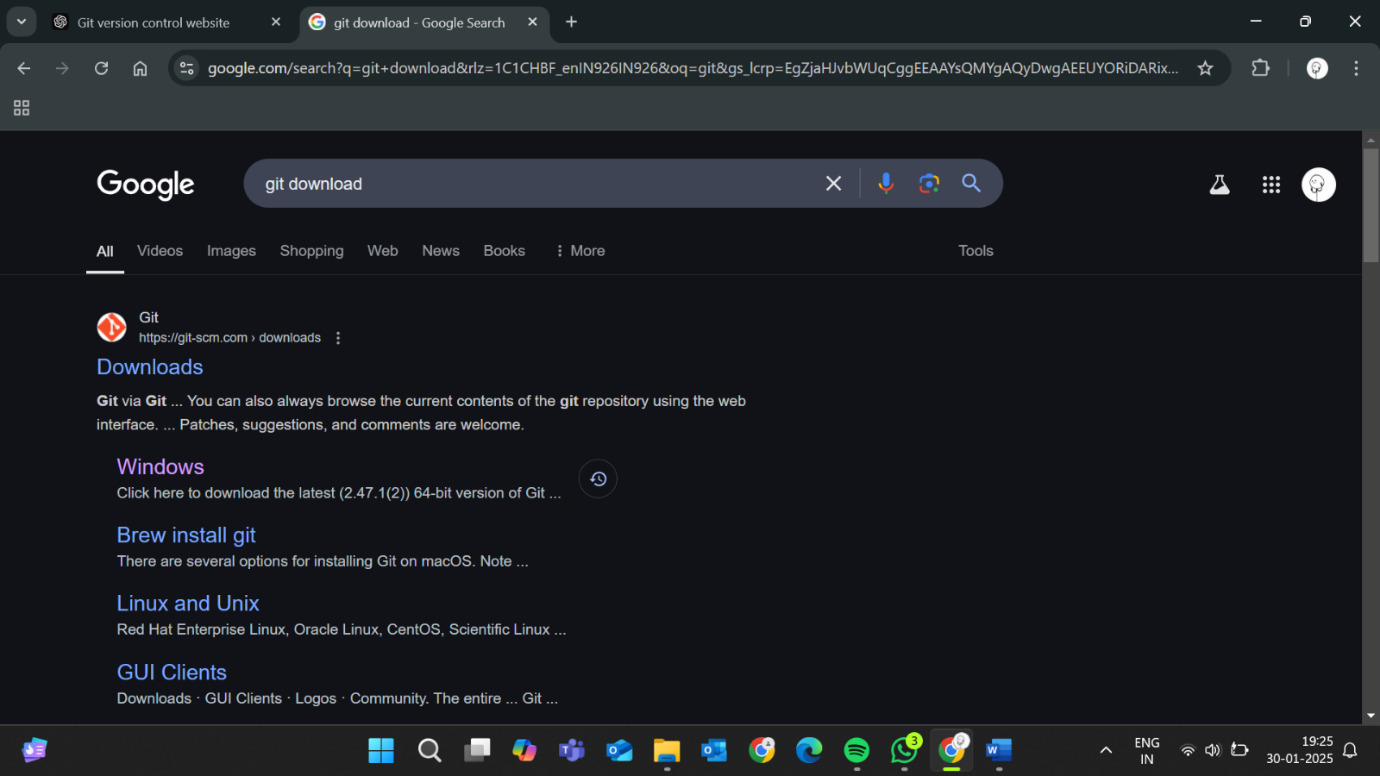 Git version control website
git download - Google Search
google.com/search?q=git+download&rlz=1C1CHBF_enIN926IN926&oq=git&gs_lcrp=EgZjaHJvbWUqCggEEAAYsQMYgAQyDwgAEEUYORiDARix...
Google
git download
All Videos Images Shopping Web News Books More Tools
Git
https://git-scm.com › downloads
Downloads
Git via Git ... You can also always browse the current contents of the git repository using the web
interface. ... Patches, suggestions, and comments are welcome.
Windows
Click here to download the latest (2.47.1(2)) 64-bit version of Git ...
Brew install git
There are several options for installing Git on macOS. Note ...
Linux and Unix
Red Hat Enterprise Linux, Oracle Linux, CentOS, Scientific Linux ...
GUI Clients
Downloads · GUI Clients · Logos · Community. The entire ... Git ...
3
ENG
IN
19:25
30-01-2025